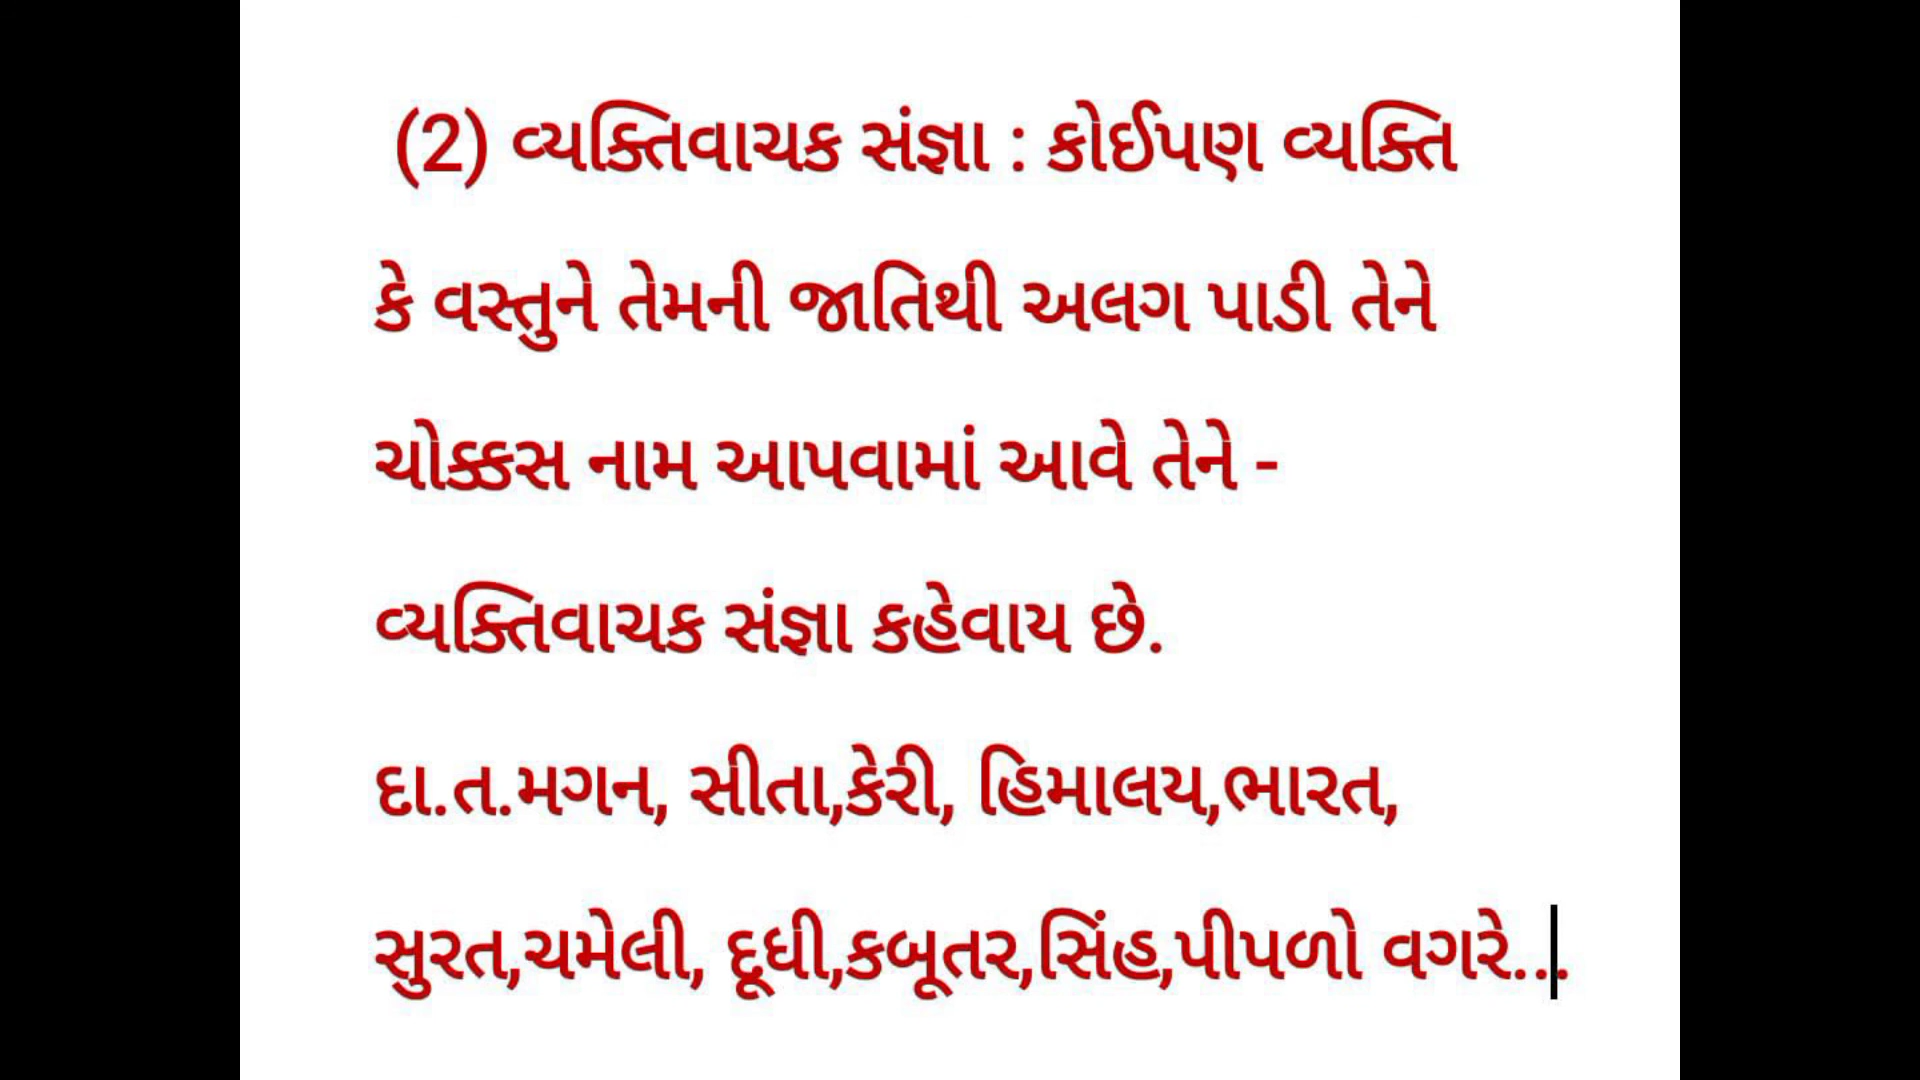 (2) વ્યક્તિવાચક સંજ્ઞા : કોઈપણ વ્યક્તિ
કે વસ્તુને તેમની જાતિથી અલગ પાડી તેને
ચોક્કસ નામ આપવામાં આવે તેને -
વ્યક્તિવાચક સંજ્ઞા કહેવાય છે.
દા.ત.મગન, સીતા,કેરી, હિમાલય,ભારત,
સુરત,ચમેલી, દૂધી,કબૂતર,સિંહ,પીપળો વગરે...